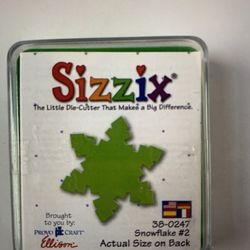 Sizzix®
The Little Die-Cutter That Makes a Big Difference.
Brought to you by:
PROVO CRAFT
Ellison
38-0247
Snowflake #2
Actual Size on Back